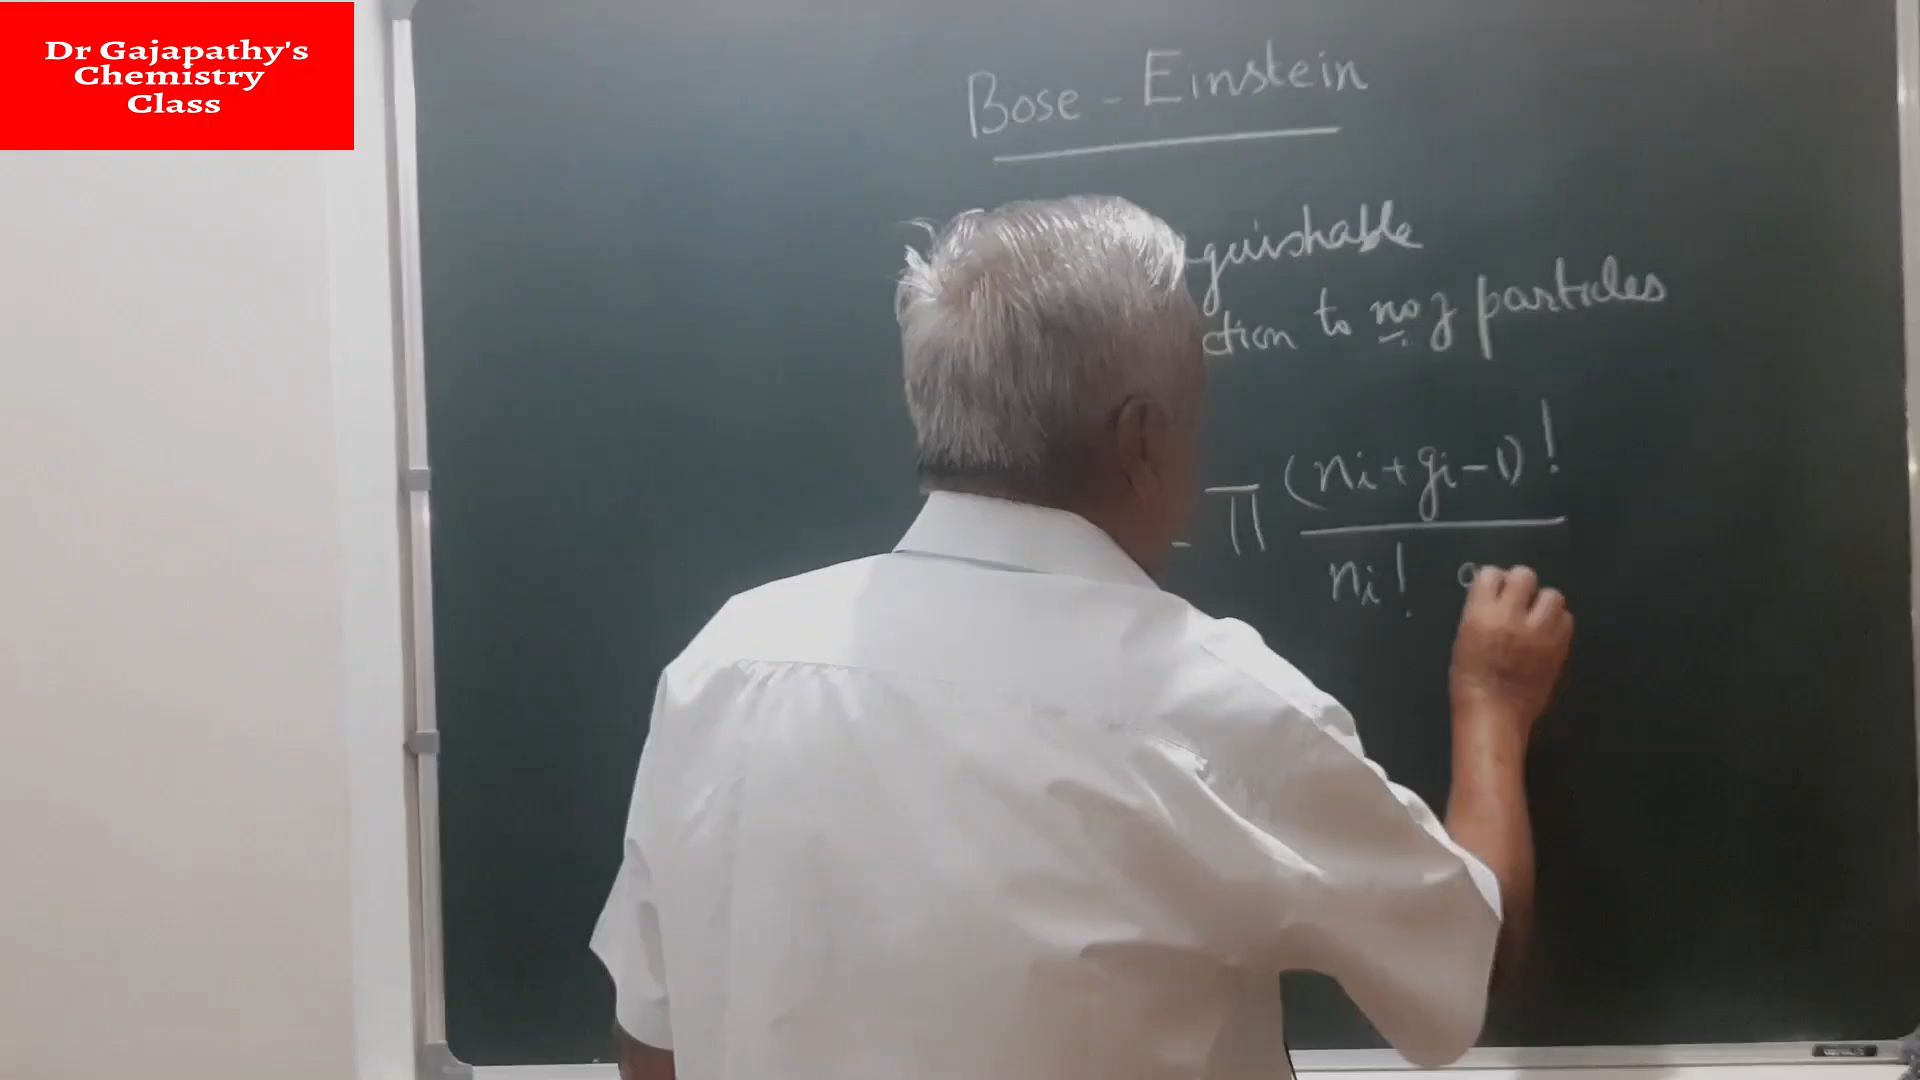 Dr Gajapathy's
Chemistry
Class
Bose - Einstein
guishable
ction to no. of particles
π (ni+gi-1)!
ni! g